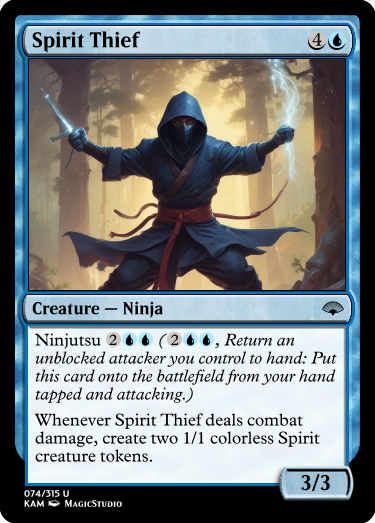 Spirit Thief 4
Creature — Ninja
Ninjutsu 2 (2, Return an
unblocked attacker you control to hand: Put
this card onto the battlefield from your hand
tapped and attacking.)
Whenever Spirit Thief deals combat
damage, create two 1/1 colorless Spirit
creature tokens.
3/3
074/315 U
KAM MagicStudio